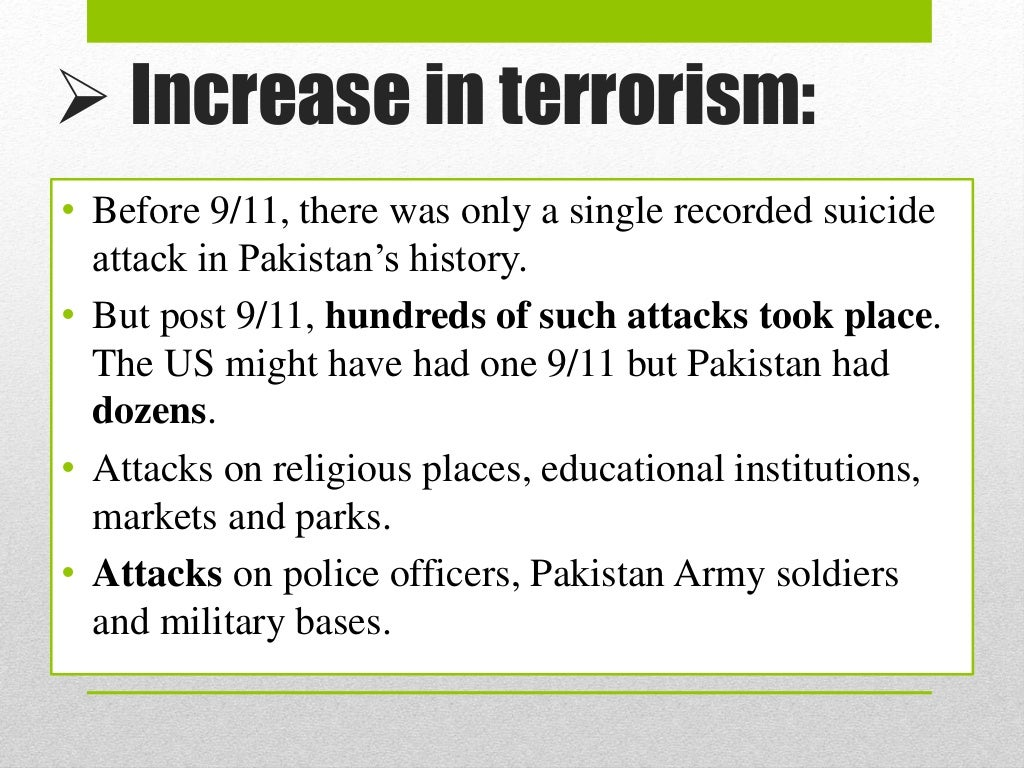 ➢ Increase in terrorism:
• Before 9/11, there was only a single recorded suicide
attack in Pakistan’s history.
• But post 9/11, hundreds of such attacks took place.
The US might have had one 9/11 but Pakistan had
dozens.
• Attacks on religious places, educational institutions,
markets and parks.
• Attacks on police officers, Pakistan Army soldiers
and military bases.